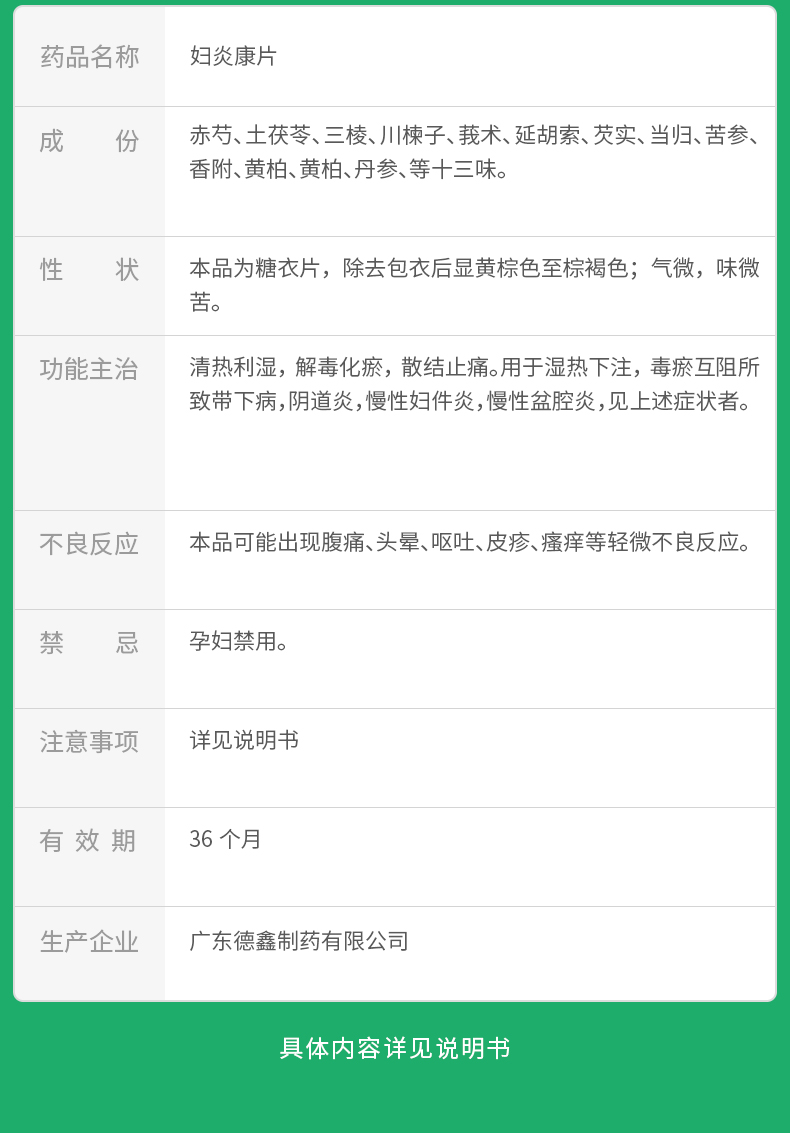 药品名称 妇炎康片
成份 赤芍、土茯苓、三棱、川楝子、莪术、延胡索、芡实、当归、苦参、
香附、黄柏、黄柏、丹参、等十三味。
性状 本品为糖衣片，除去包衣后显黄棕色至棕褐色；气微，味微
苦。
功能主治 清热利湿，解毒化瘀，散结止痛。用于湿热下注，毒瘀互阻所
致带下病，阴道炎，慢性妇件炎，慢性盆腔炎，见上述症状者。
不良反应 本品可能出现腹痛、头晕、呕吐、皮疹、瘙痒等轻微不良反应。
禁忌 孕妇禁用。
注意事项 详见说明书
有效期 36 个月
生产企业 广东德鑫制药有限公司
具体内容详见说明书